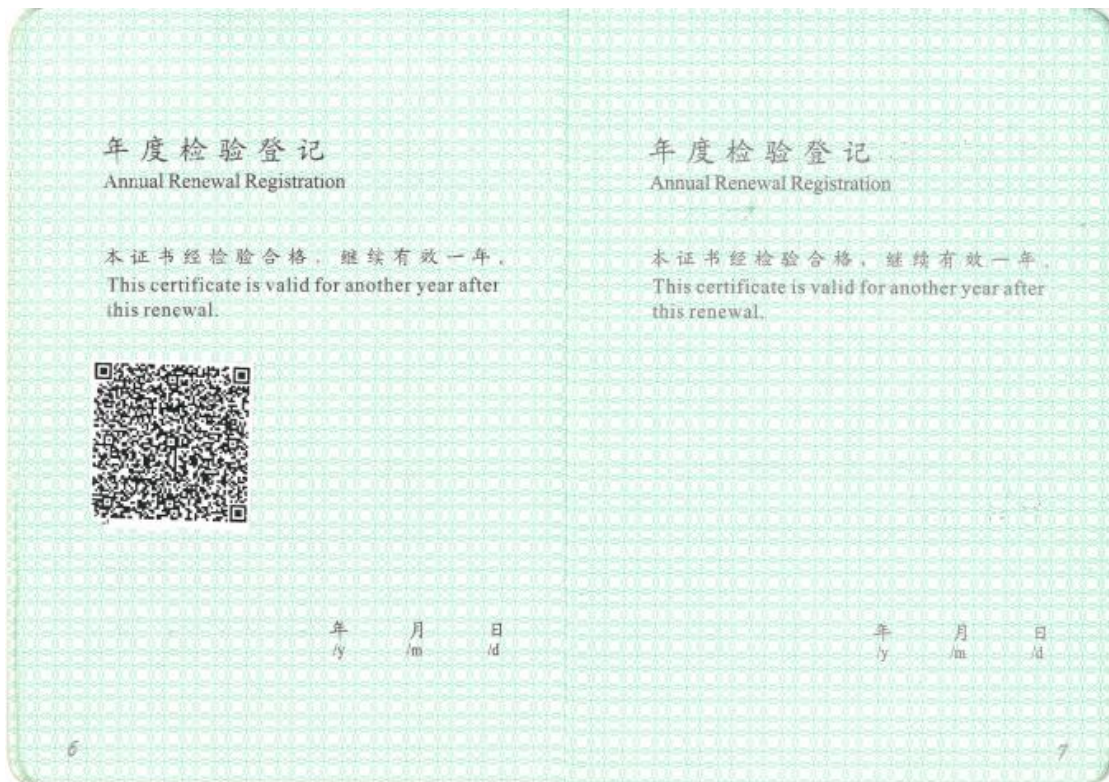 年度检验登记
Annual Renewal Registration
本证书经检验合格，继续有效一年。
This certificate is valid for another year after
this renewal.
年 月 日
/y /m /d
6
年度检验登记
Annual Renewal Registration
本证书经检验合格，继续有效一年。
This certificate is valid for another year after
this renewal.
年 月 日
/y /m /d
7